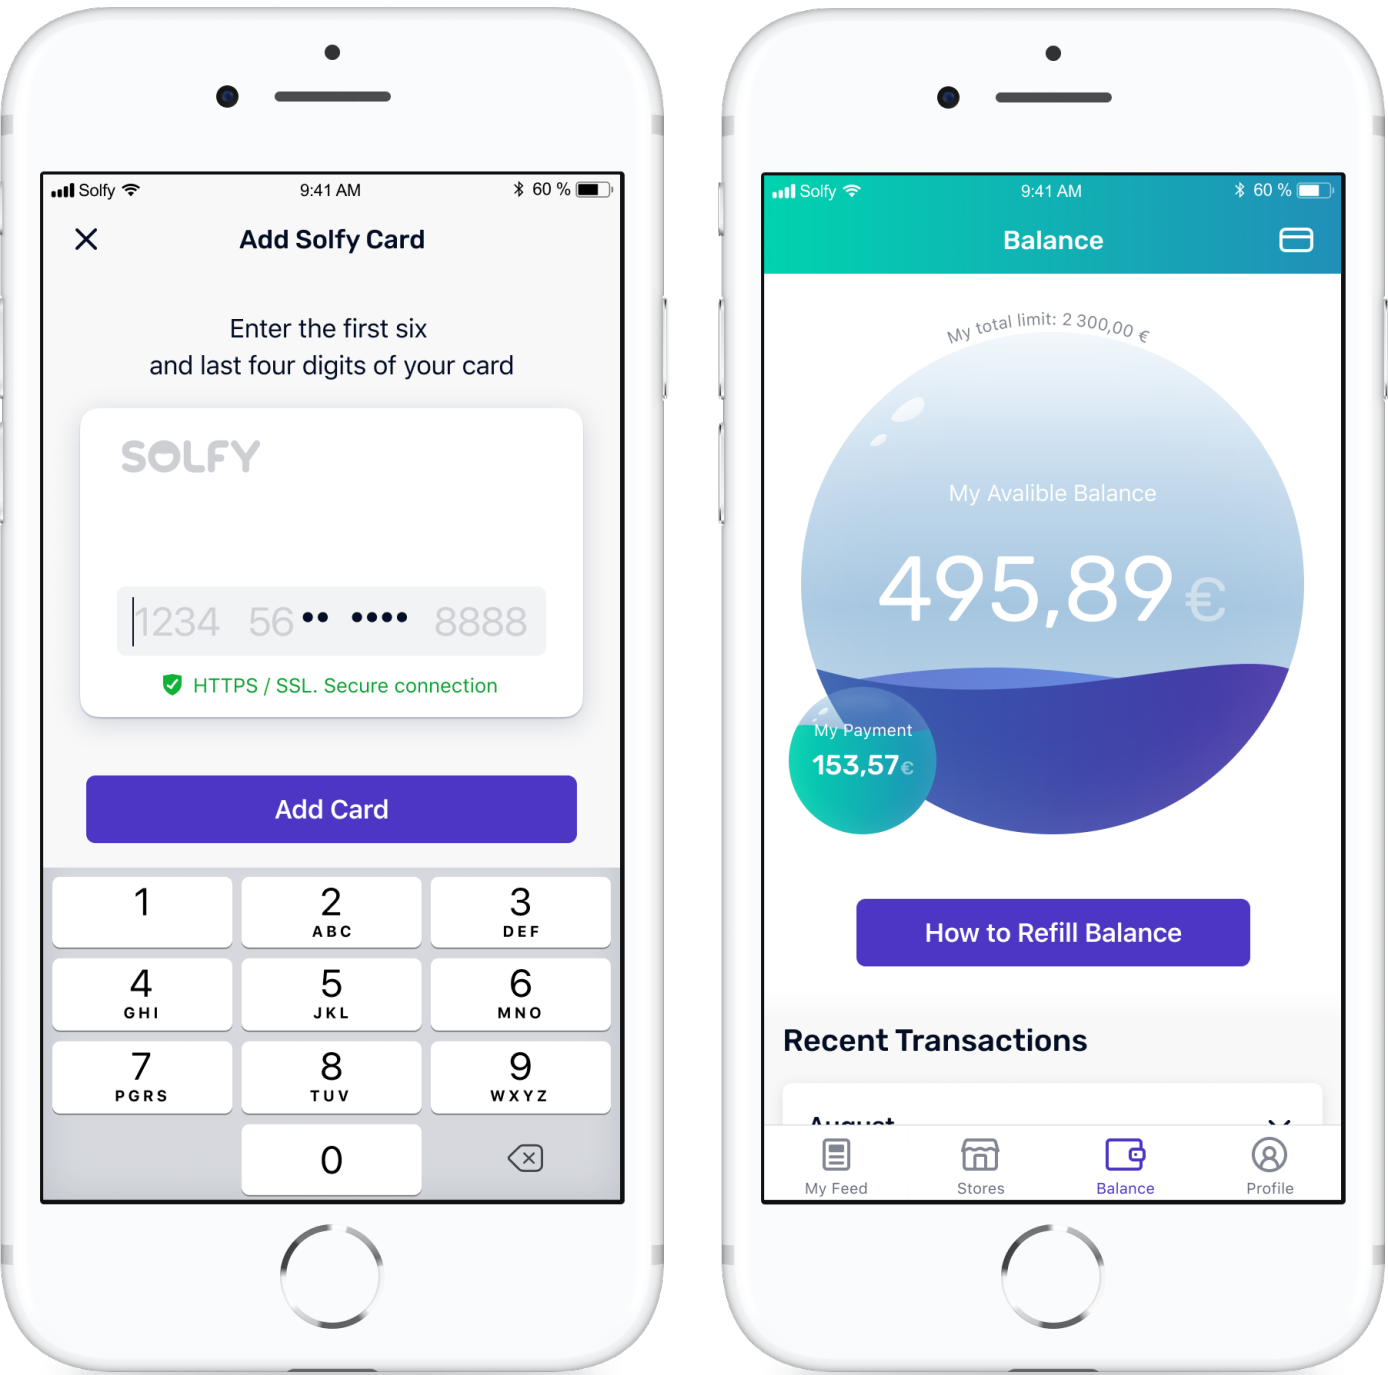 Solfy
9:41 AM
60 %
Add Solfy Card
Enter the first six
and last four digits of your card
SOLFY
1234 56•• •••• 8888
HTTPS / SSL. Secure connection
Add Card
1
2
ABC
3
DEF
4
GHI
5
JKL
6
MNO
7
PGRS
8
TUV
9
WXYZ
0
Solfy
9:41 AM
60 %
Balance
My total limit: 2 300,00 €
My Avalible Balance
495,89 €
My Payment
153,57€
How to Refill Balance
Recent Transactions
August
My Feed
Stores
Balance
Profile